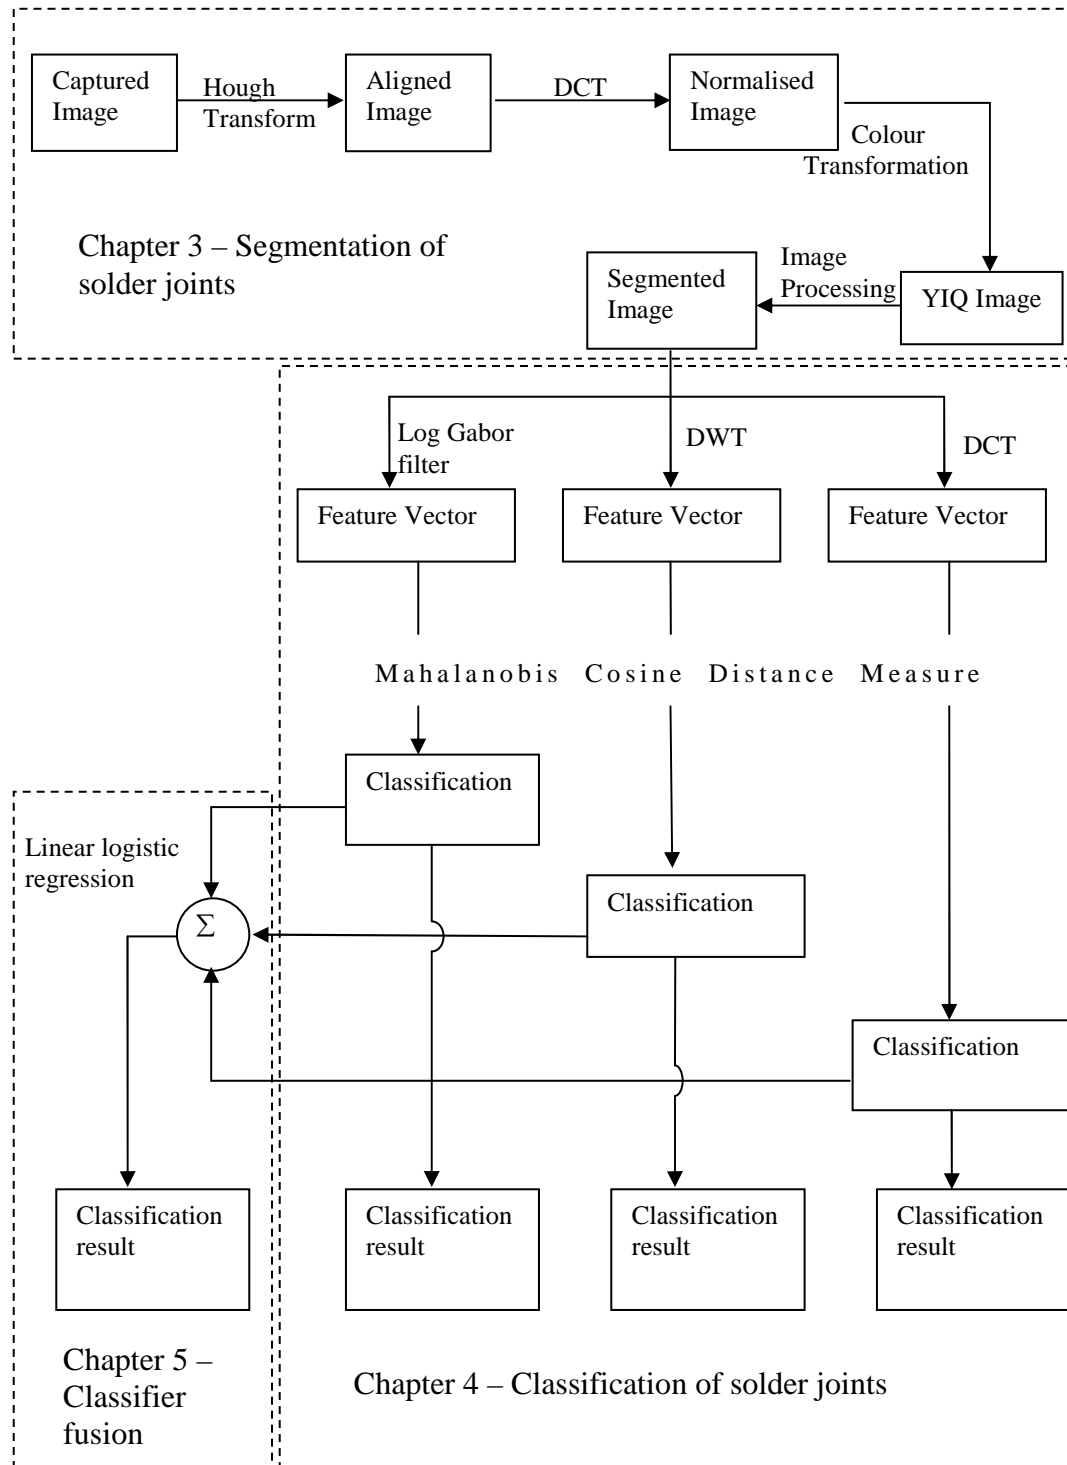 Captured
Image
Hough
Transform
Aligned
Image
DCT
Normalised
Image
Colour
Transformation
Chapter 3 – Segmentation of
solder joints
Segmented
Image
Image
Processing
YIQ Image
Log Gabor
filter
DWT
DCT
Feature Vector
Feature Vector
Feature Vector
Mahalanobis Cosine Distance Measure
Classification
Linear logistic
regression
Σ
Classification
Classification
Classification
result
Classification
result
Classification
result
Classification
result
Chapter 5 –
Classifier
fusion
Chapter 4 – Classification of solder joints